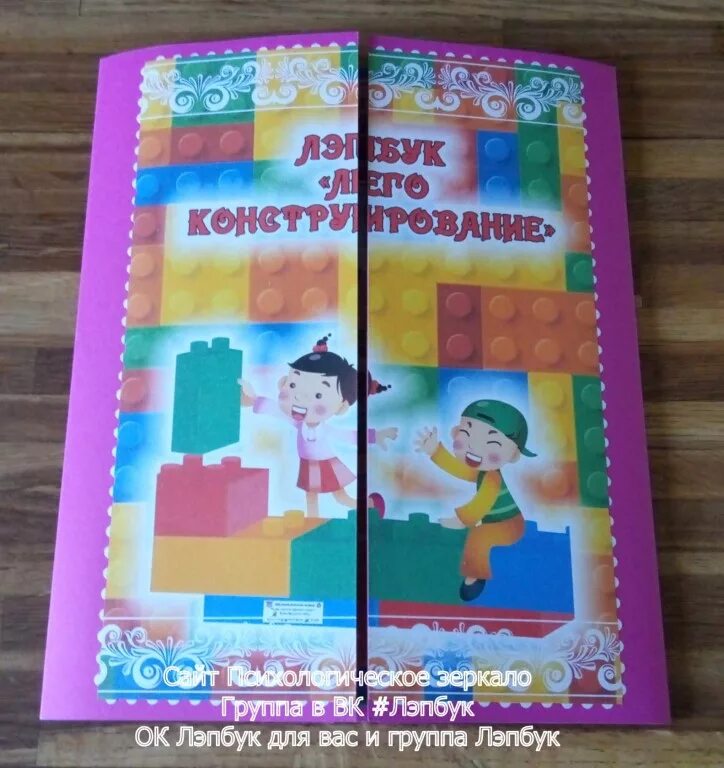 ЛЭПБУК
«ЛЕГО
КОНСТРУИРОВАНИЕ»
Сайт Психологическое зеркало
Группа в ВК #Лэпбук
ОК Лэпбук для вас и группа Лэпбук